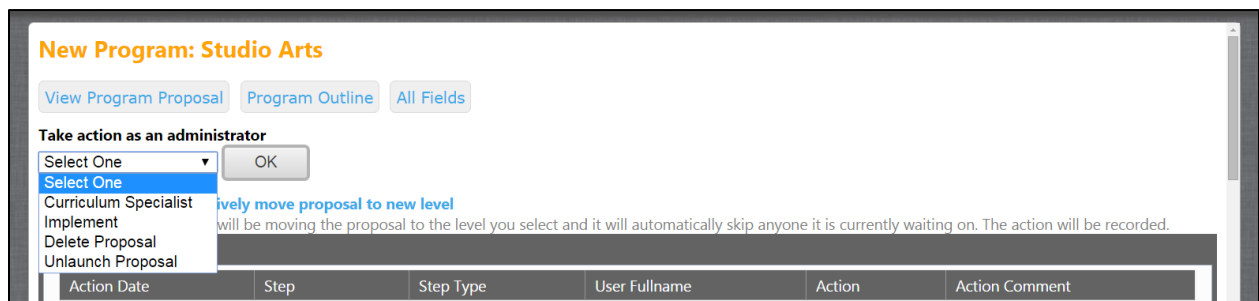 New Program: Studio Arts
View Program Proposal Program Outline All Fields
Take action as an administrator
Select One OK
Select One
Curriculum Specialist
Implement
Delete Proposal
Unlaunch Proposal
ively move proposal to new level
will be moving the proposal to the level you select and it will automatically skip anyone it is currently waiting on. The action will be recorded.
Action Date Step Step Type User Fullname Action Action Comment